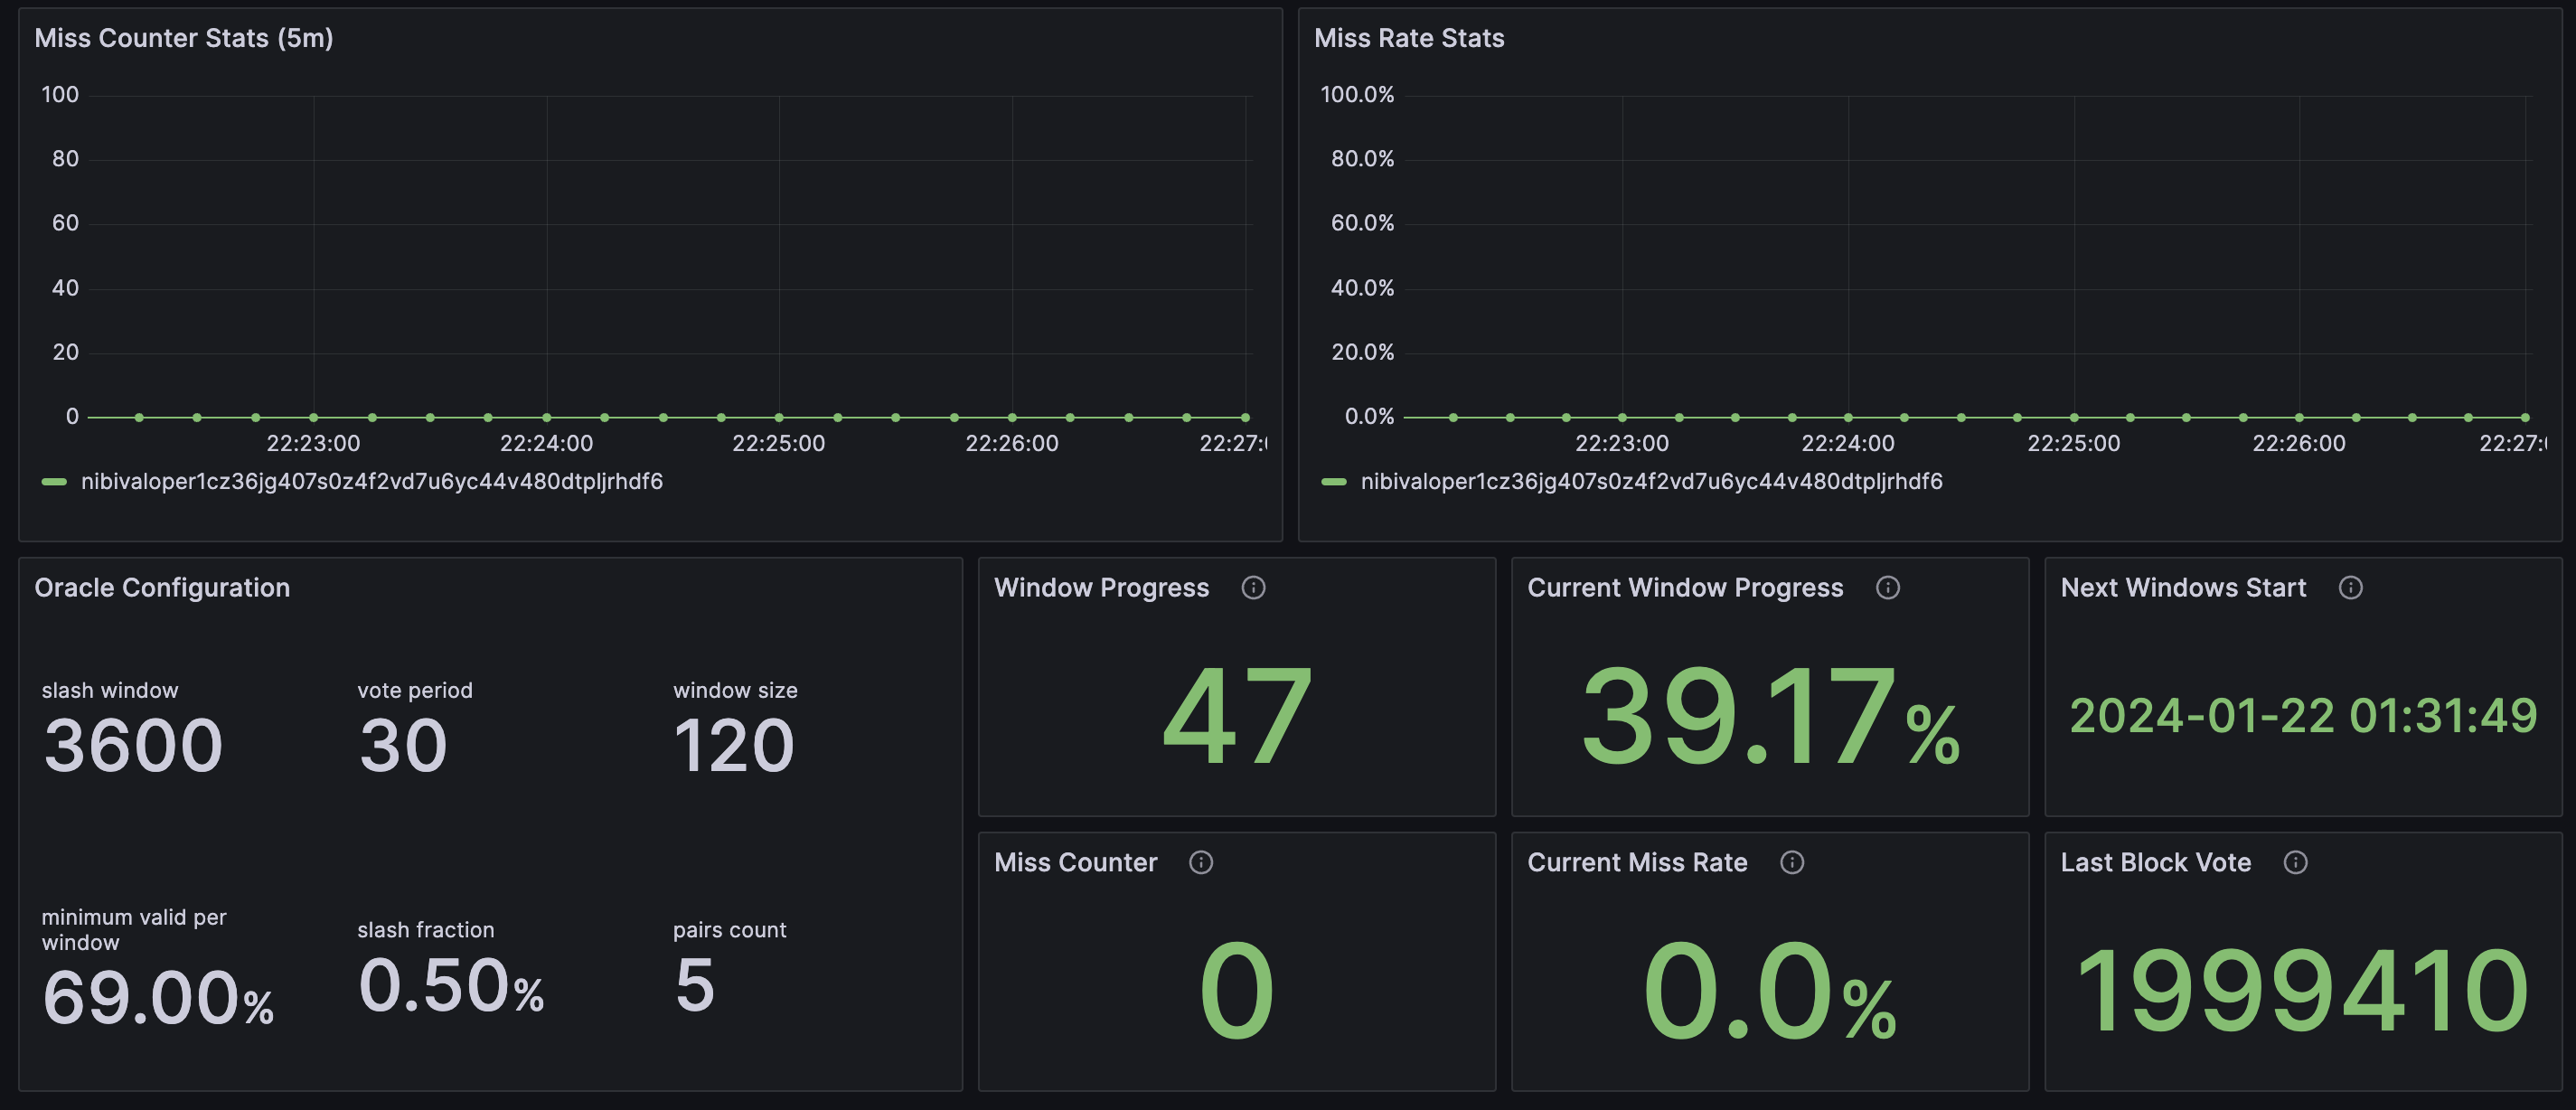 Miss Counter Stats (5m)
100
80
60
40
20
0
22:23:00 22:24:00 22:25:00 22:26:00 22:27:
nibivaloper1cz36jg407s0z4f2vd7u6yc44v480dtpljrhdf6
Miss Rate Stats
100.0%
80.0%
60.0%
40.0%
20.0%
0.0%
22:23:00 22:24:00 22:25:00 22:26:00 22:27:
nibivaloper1cz36jg407s0z4f2vd7u6yc44v480dtpljrhdf6
Oracle Configuration
slash window
3600
vote period
30
window size
120
minimum valid per
window
69.00%
slash fraction
0.50%
pairs count
5
Window Progress
47
Current Window Progress
39.17%
Next Windows Start
2024-01-22 01:31:49
Miss Counter
0
Current Miss Rate
0.0%
Last Block Vote
1999410